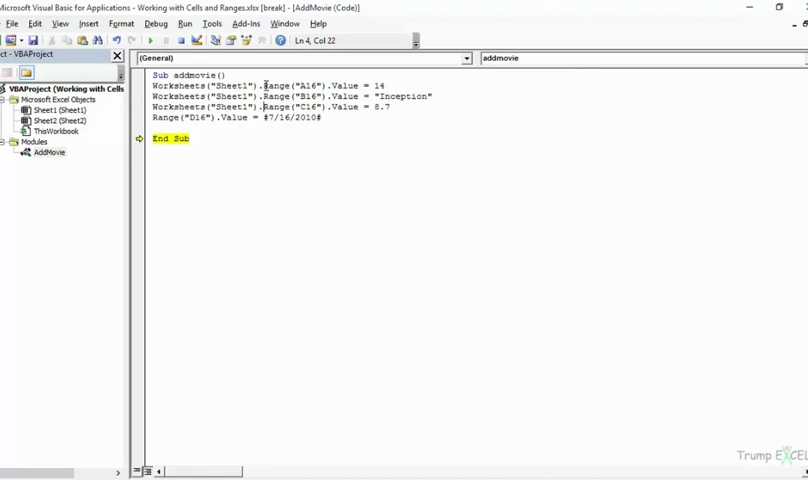 Microsoft Visual Basic for Applications - Working with Cells and Ranges.xlsx [break] - [AddMovie (Code)]
File Edit View Insert Format Debug Run Tools Add-Ins Window Help
Ln 4, Col 22
ct - VBAProject
(General) addmovie
VBAProject (Working with Cells
Microsoft Excel Objects
Sheet1 (Sheet1)
Sheet2 (Sheet2)
ThisWorkbook
Modules
AddMovie
Sub addmovie()
Worksheets("Sheet1").Range("A16").Value = 14
Worksheets("Sheet1").Range("B16").Value = "Inception"
Worksheets("Sheet1").Range("C16").Value = 8.7
Range("D16").Value = #7/16/2010#
End Sub
Trump EXCEL